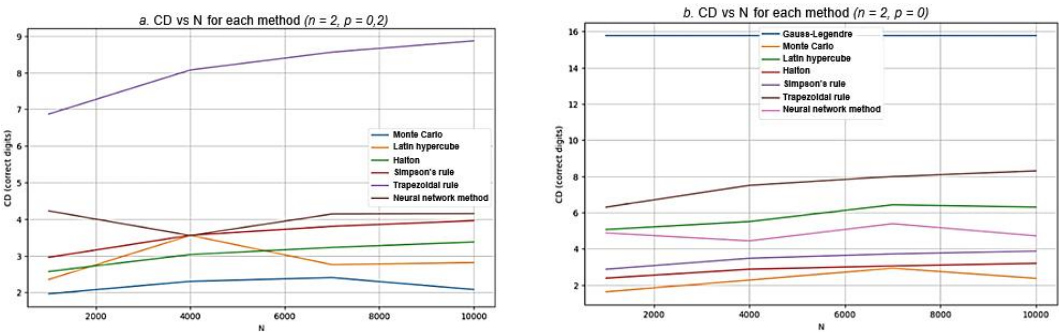 a. CD vs N for each method (n = 2, p = 0,2)
9
8
7
6
5
4
3
2
CD (correct digits)
Monte Carlo
Latin hypercube
Halton
Simpson's rule
Trapezoidal rule
Neural network method
2000 4000 6000 8000 10000
N
b. CD vs N for each method (n = 2, p = 0)
16
14
12
10
8
6
4
2
CD (correct digits)
Gauss-Legendre
Monte Carlo
Latin hypercube
Halton
Simpson's rule
Trapezoidal rule
Neural network method
2000 4000 6000 8000 10000
N